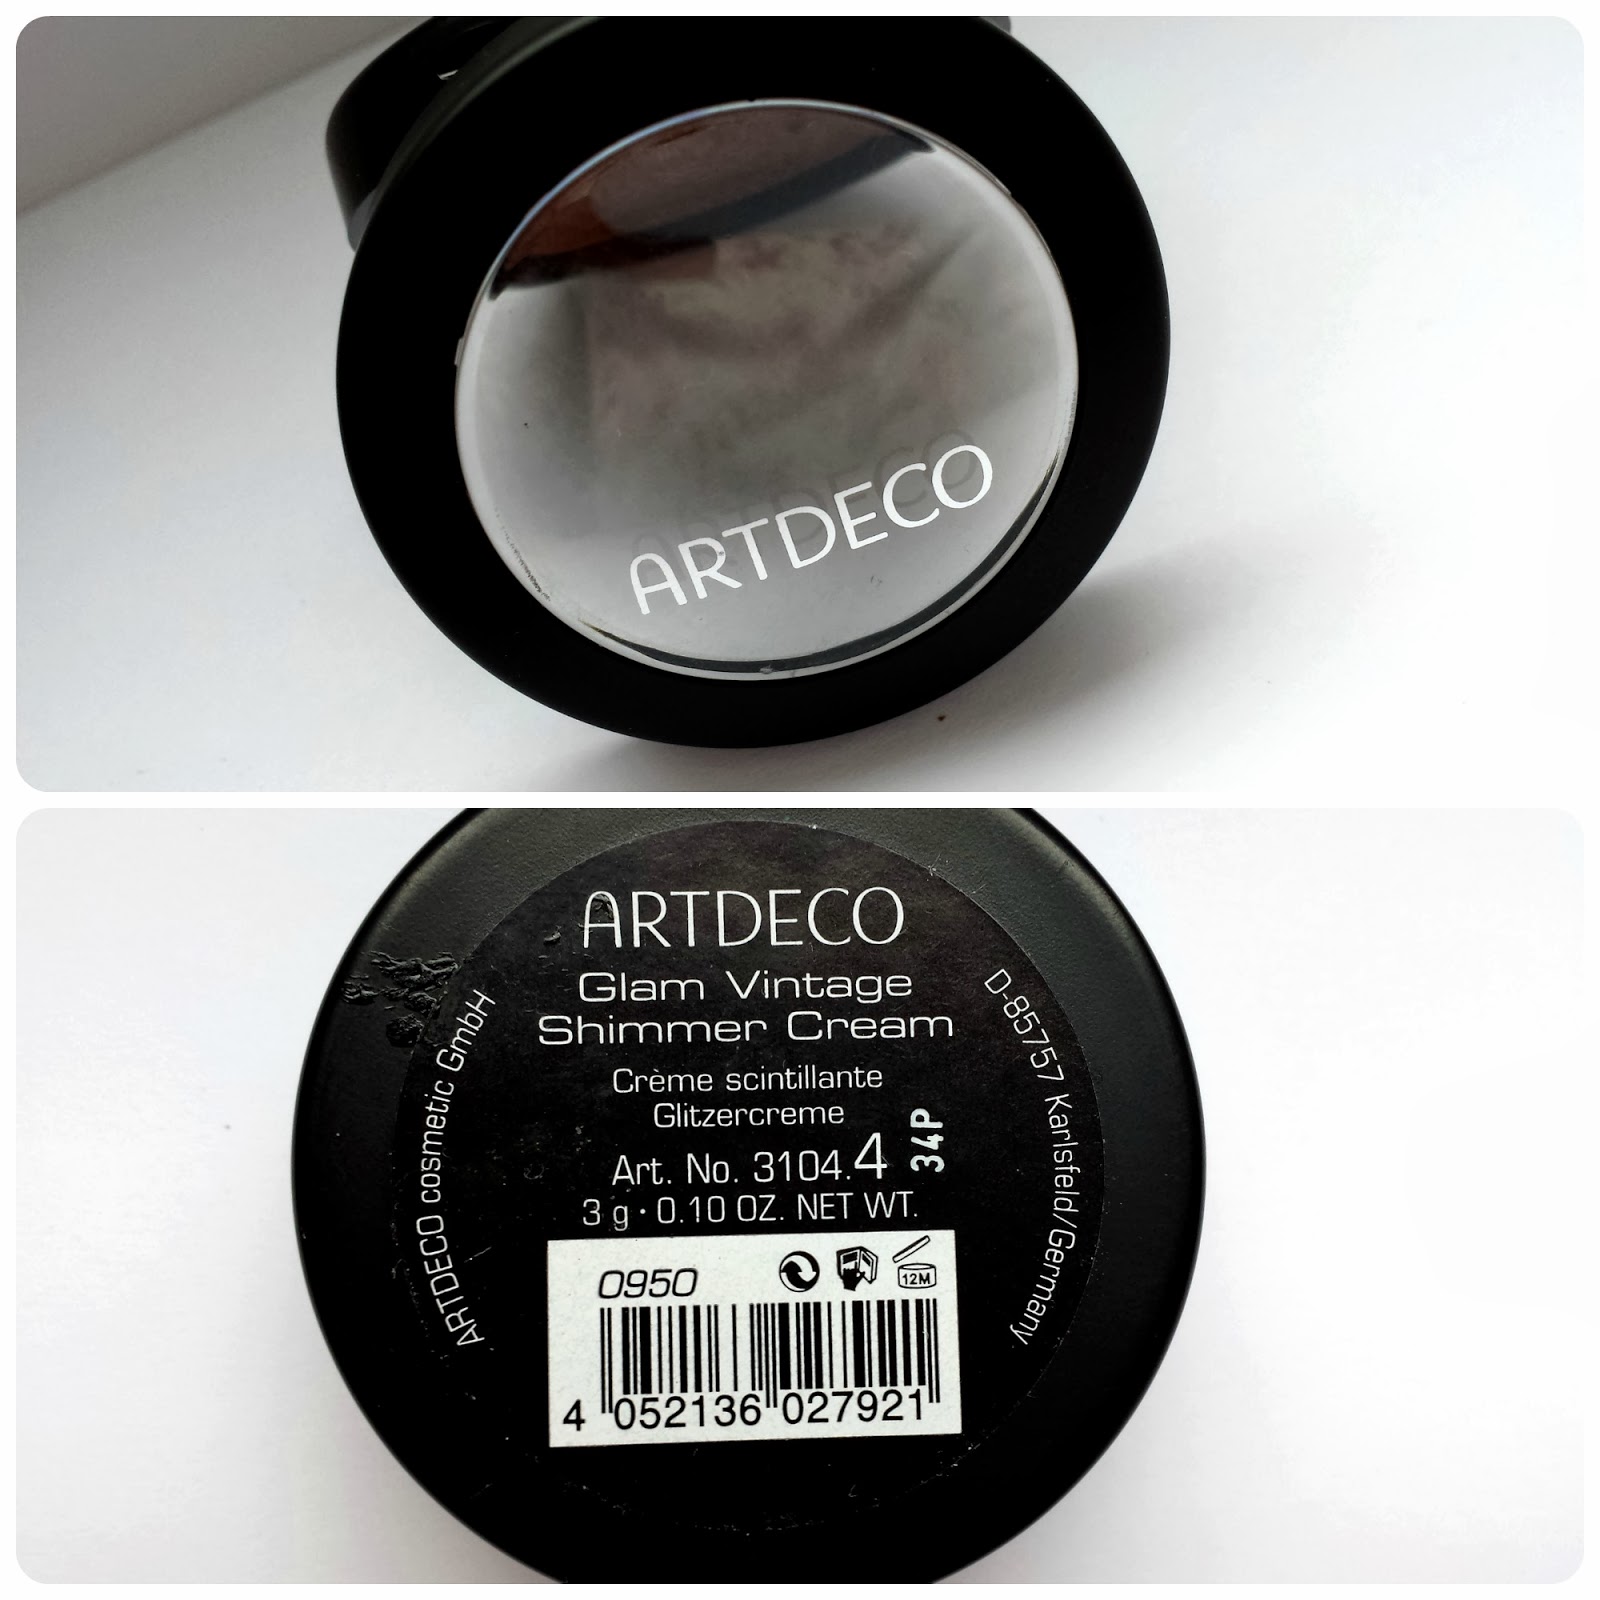 ARTDECO
ARTDECO
Glam Vintage
Shimmer Cream
Crème scintillante
Glitzercreme
Art. No. 3104.4
34P
3 g · 0.10 OZ. NET WT.
ARTDECO cosmetic GmbH
D-85757 Karlsfeld/Germany
0950
12M
4 052136 027921